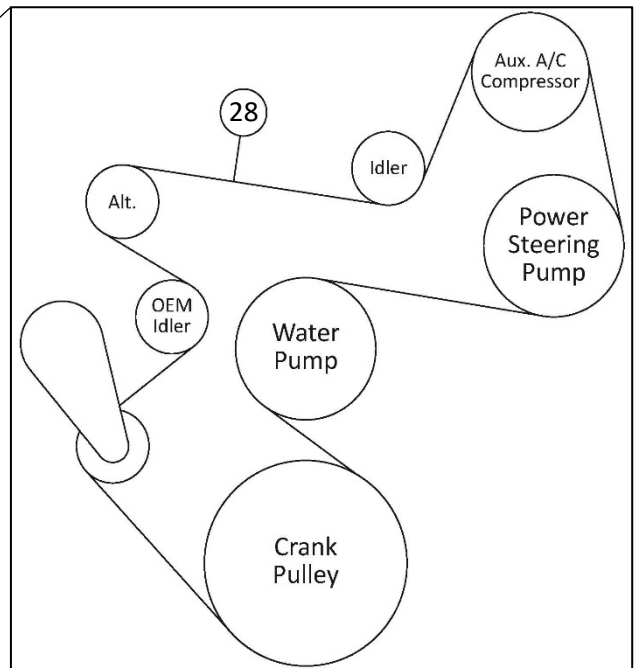 Aux. A/C
Compressor
28
Idler
Alt.
Power
Steering
Pump
OEM
Idler
Water
Pump
Crank
Pulley